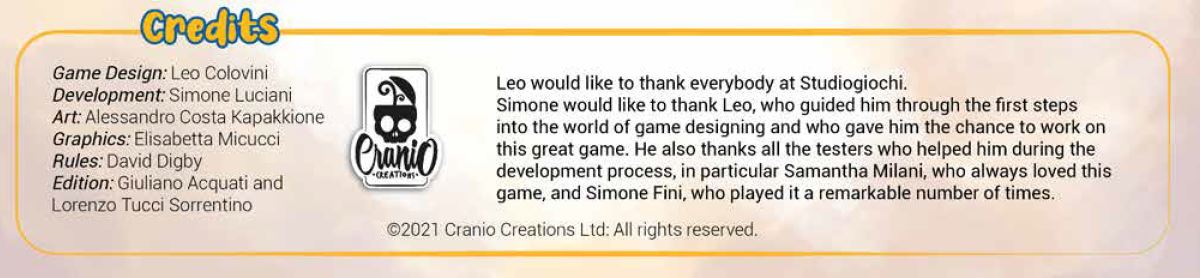 Credits
Game Design: Leo Colovini
Development: Simone Luciani
Art: Alessandro Costa Kapakkione
Graphics: Elisabetta Micucci
Rules: David Digby
Edition: Giuliano Acquati and
Lorenzo Tucci Sorrentino
CraniO
CREATIONS
Leo would like to thank everybody at Studiogiochi.
Simone would like to thank Leo, who guided him through the first steps
into the world of game designing and who gave him the chance to work on
this great game. He also thanks all the testers who helped him during the
development process, in particular Samantha Milani, who always loved this
game, and Simone Fini, who played it a remarkable number of times.
©2021 Cranio Creations Ltd: All rights reserved.